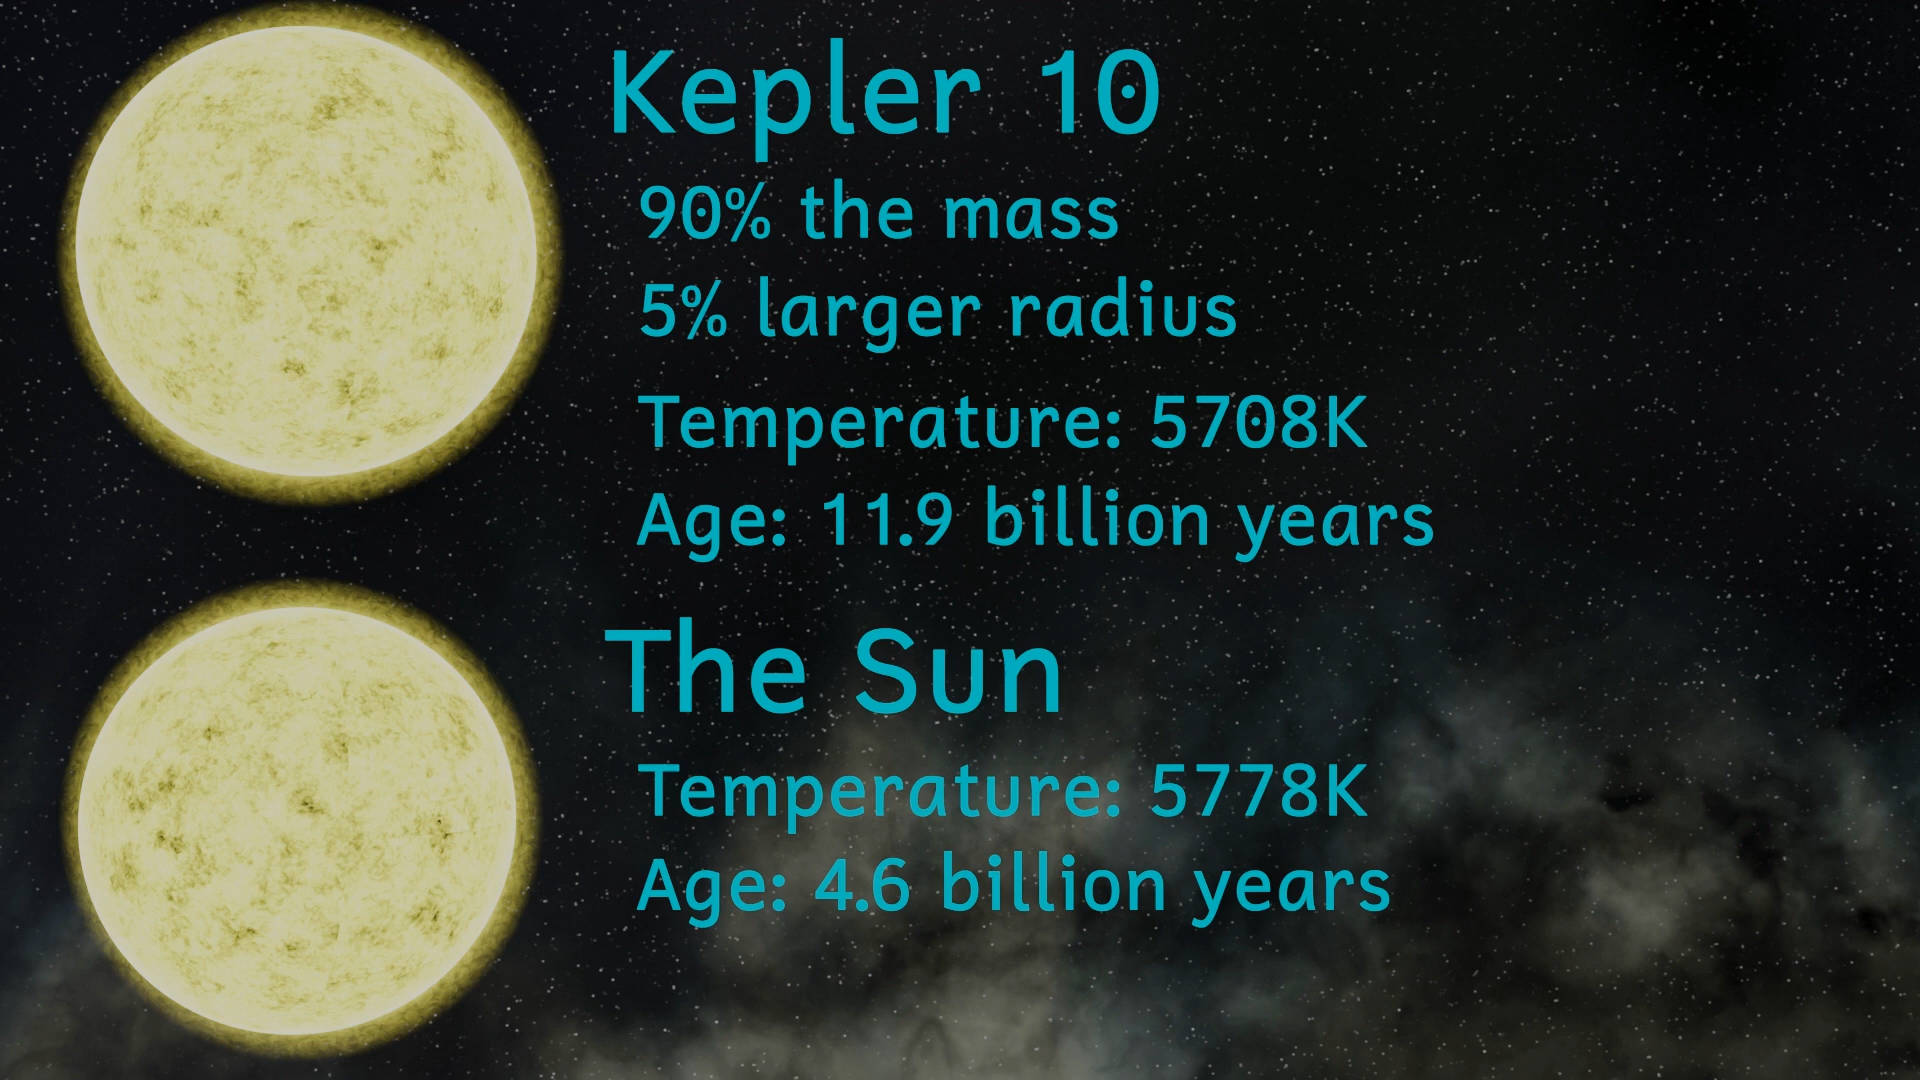 Kepler 10
90% the mass
5% larger radius
Temperature: 5708K
Age: 11.9 billion years
The Sun
Temperature: 5778K
Age: 4.6 billion years